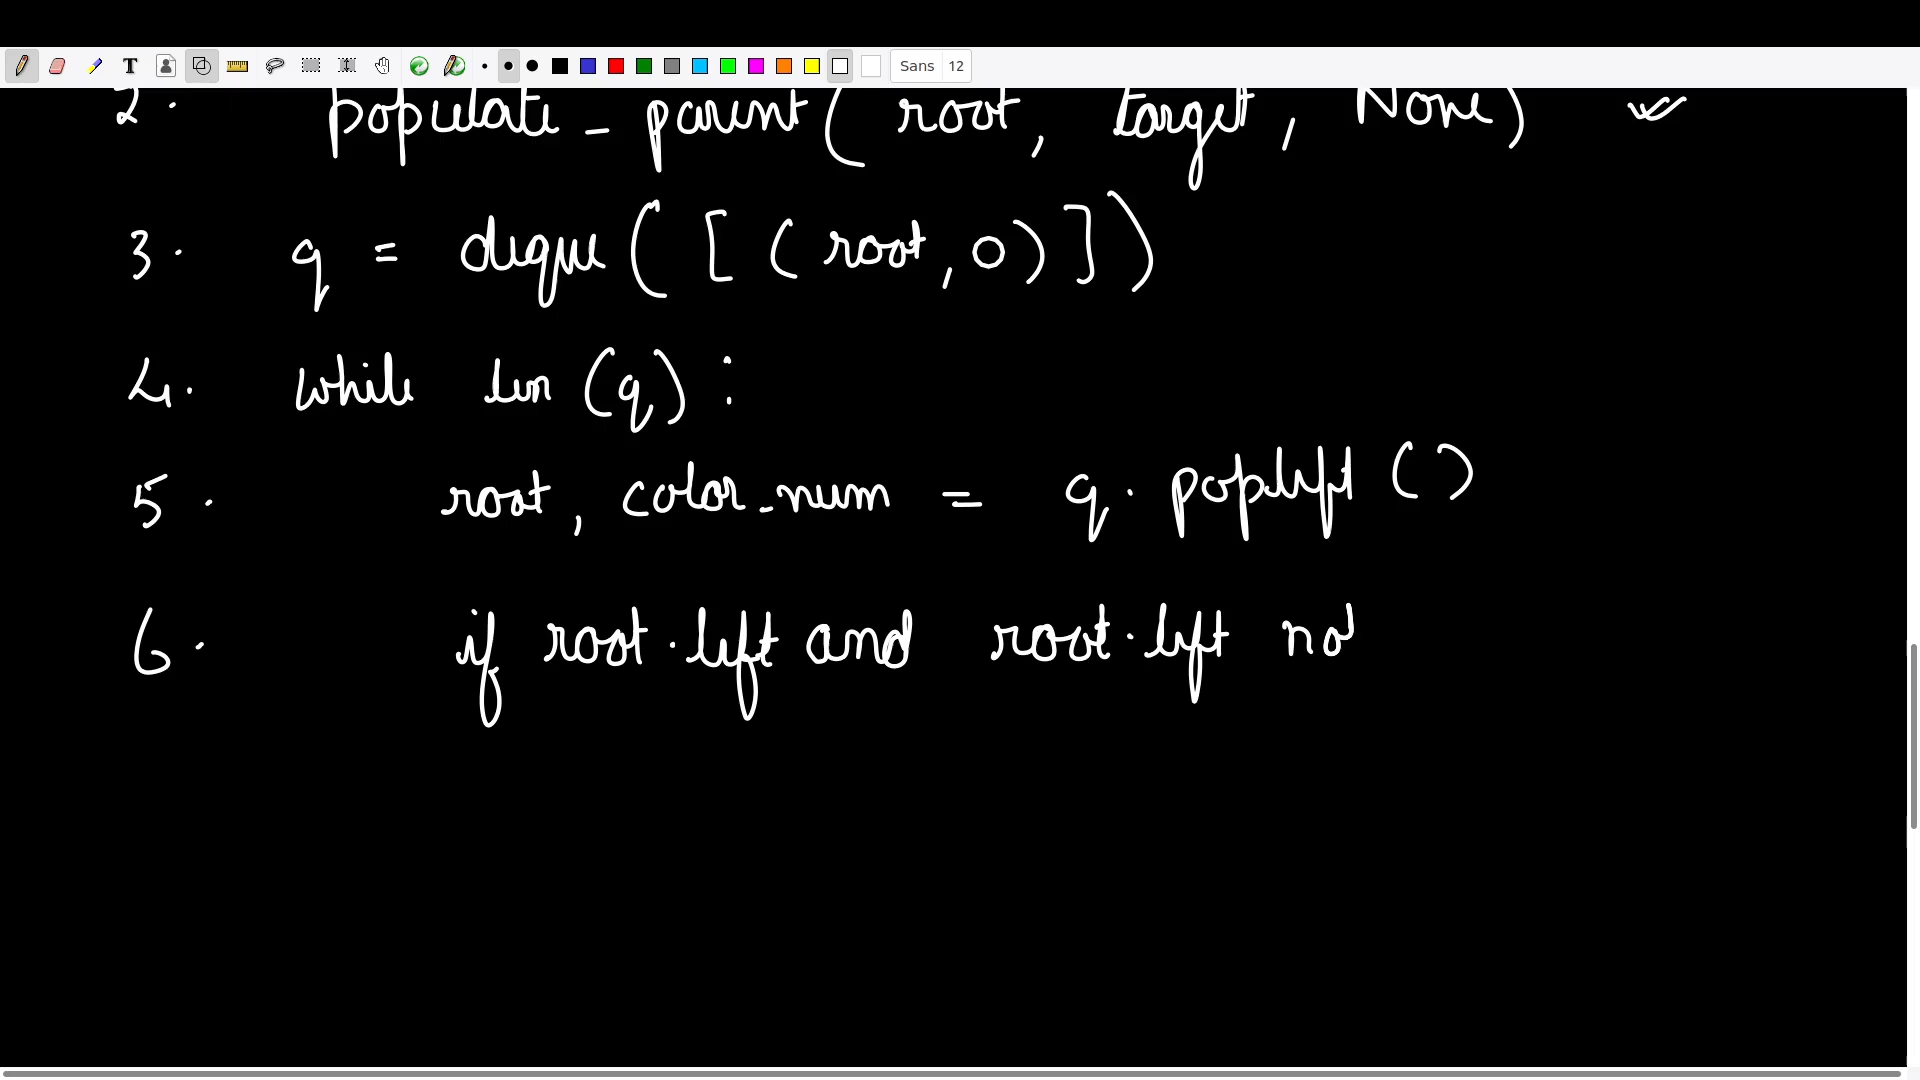 T Sans 12
2. populate_parent(root, target, None)
3. q = deque([(root,0)])
4. while len(q):
5. root, color_num = q.popleft()
6. if root.left and root.left not